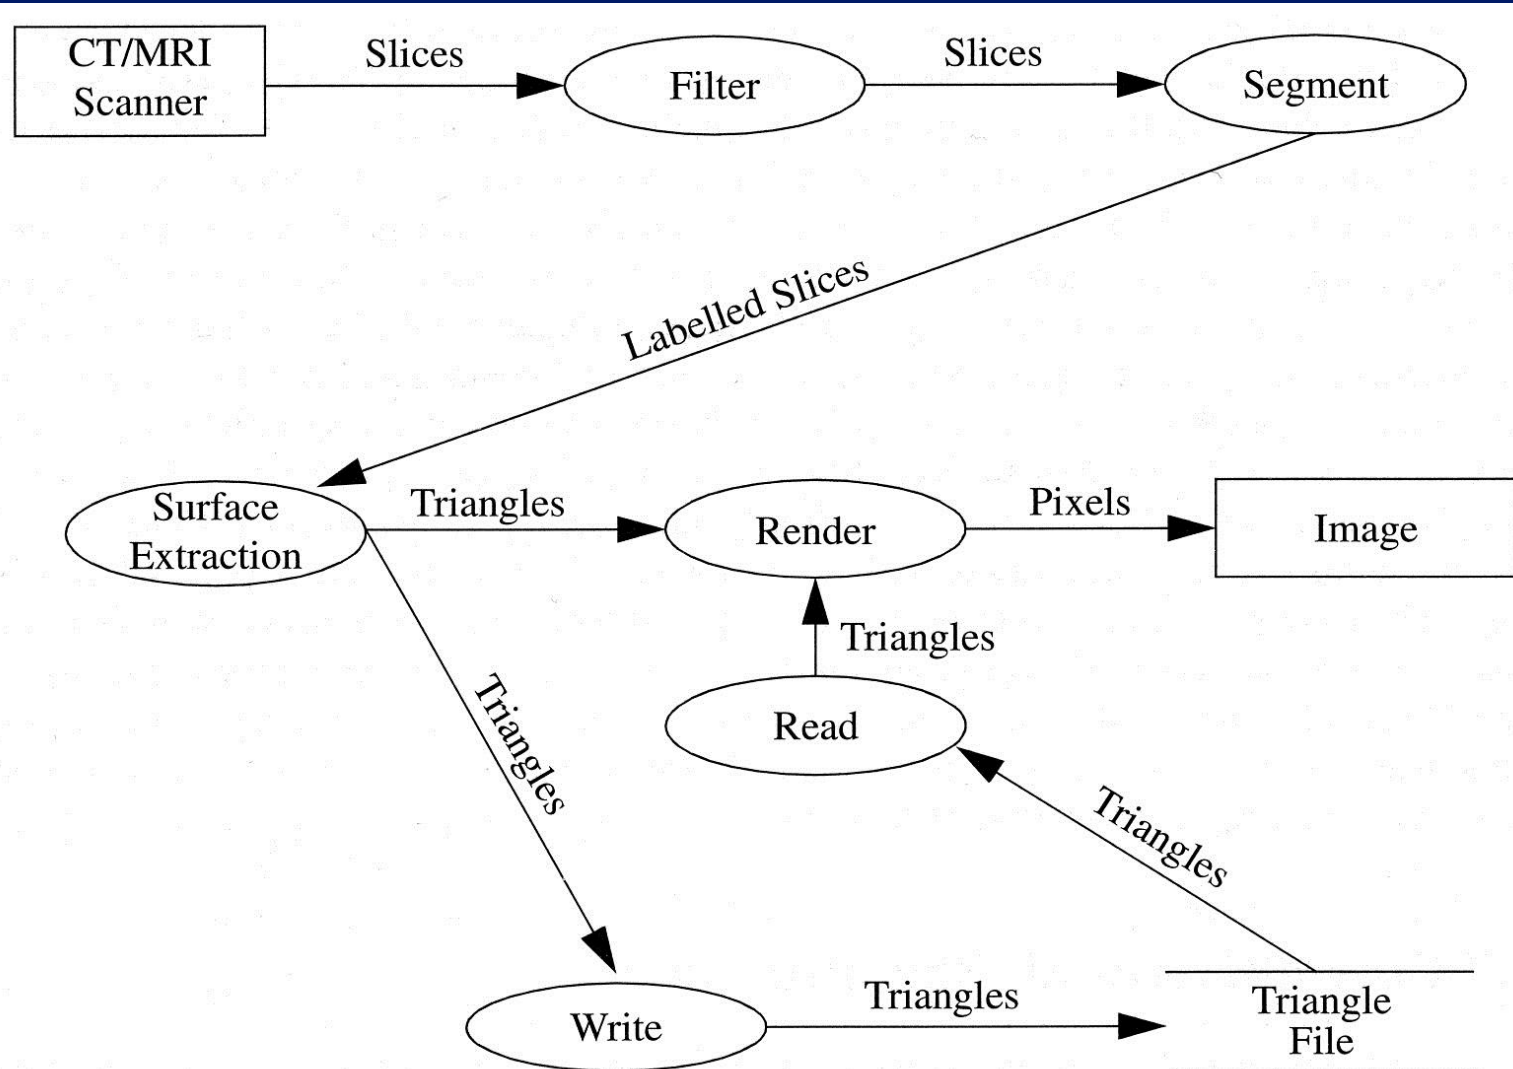 CT/MRI
Scanner
Slices
Filter
Slices
Segment
Labelled Slices
Surface
Extraction
Triangles
Render
Pixels
Image
Triangles
Read
Triangles
Triangles
Write
Triangles
Triangle
File